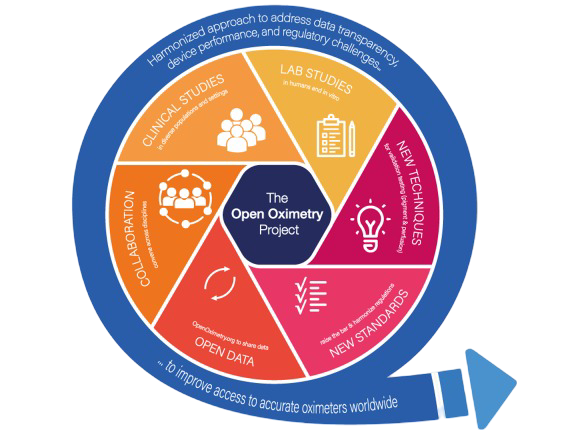 Harmonized approach to address data transparency,
device performance, and regulatory challenges..
CLINICAL STUDIES
in diverse populations and settings
LAB STUDIES
in humans and in vitro
NEW TECHNIQUES
for validation testing (pigment & perfusion)
NEW STANDARDS
raise the bar & harmonize regulations
OPEN DATA
OpenOximetry.org to share data
COLLABORATION
convene across disciplines
The
Open Oximetry
Project
... to improve access to accurate oximeters worldwide